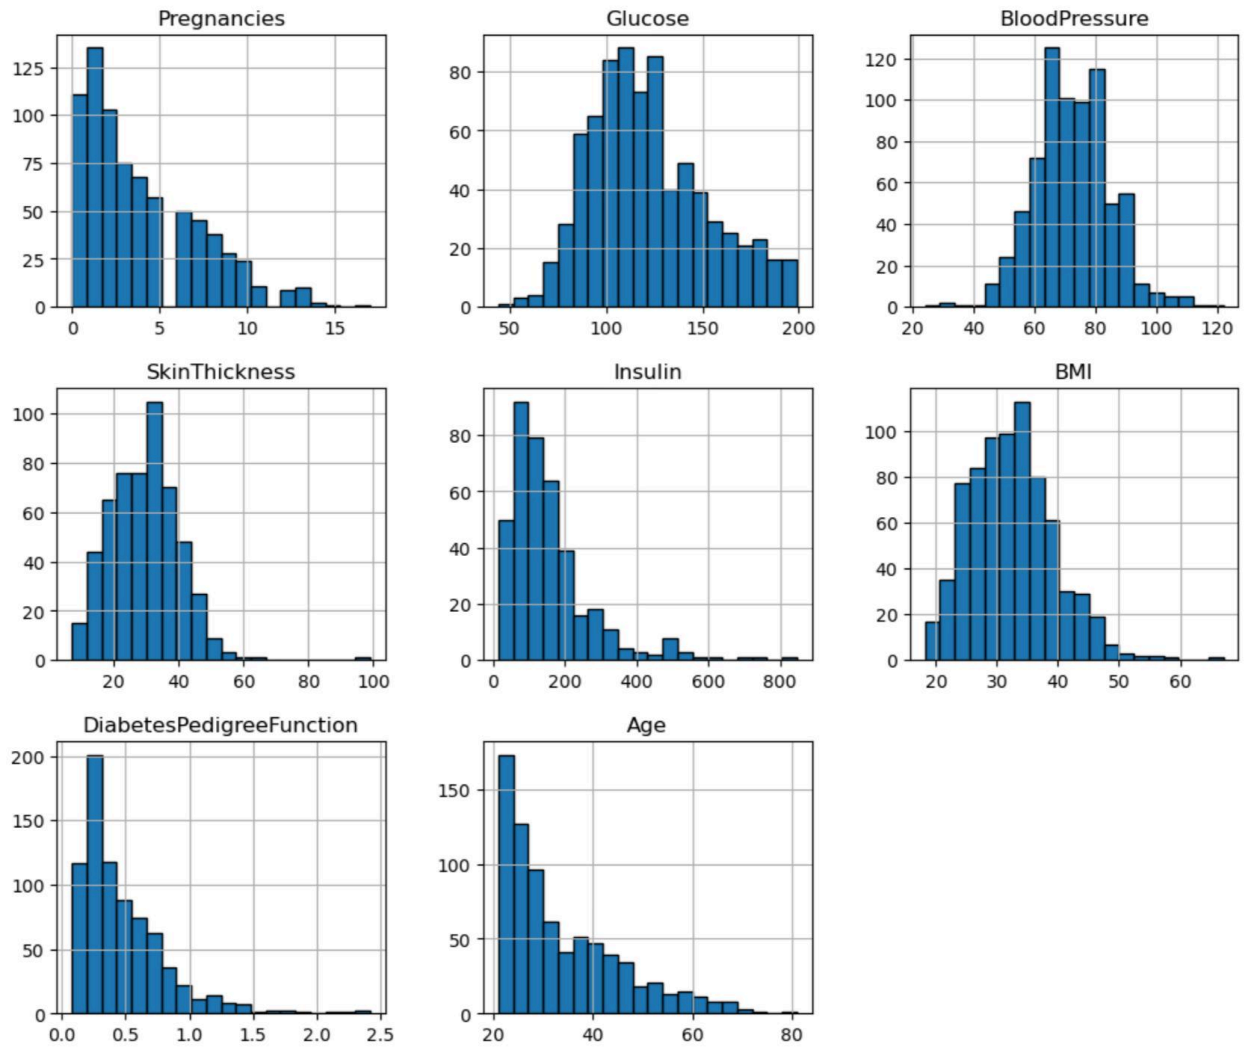 Pregnancies
125
100
75
50
25
0
0 5 10 15
Glucose
80
60
40
20
0
50 100 150 200
BloodPressure
120
100
80
60
40
20
0
20 40 60 80 100 120
SkinThickness
100
80
60
40
20
0
20 40 60 80 100
Insulin
80
60
40
20
0
0 200 400 600 800
BMI
100
80
60
40
20
0
20 30 40 50 60
DiabetesPedigreeFunction
200
150
100
50
0
0.0 0.5 1.0 1.5 2.0 2.5
Age
150
100
50
0
20 40 60 80